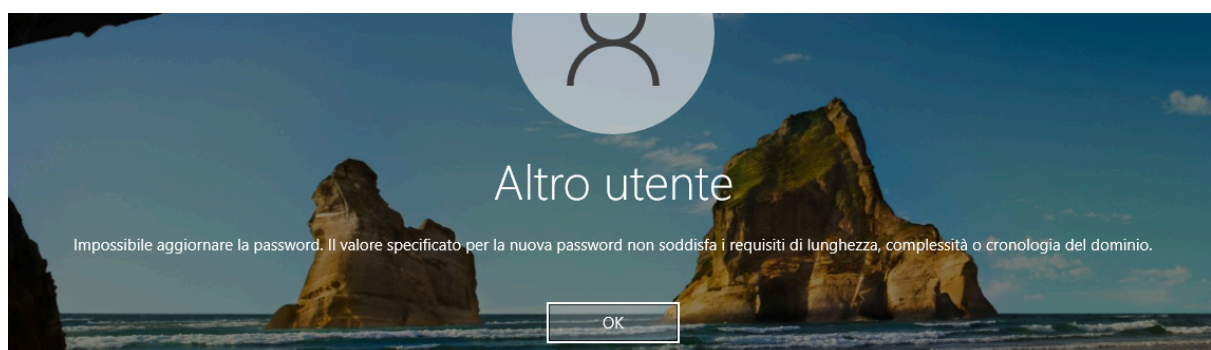 Altro utente
Impossibile aggiornare la password. Il valore specificato per la nuova password non soddisfa i requisiti di lunghezza, complessità o cronologia del dominio.
OK